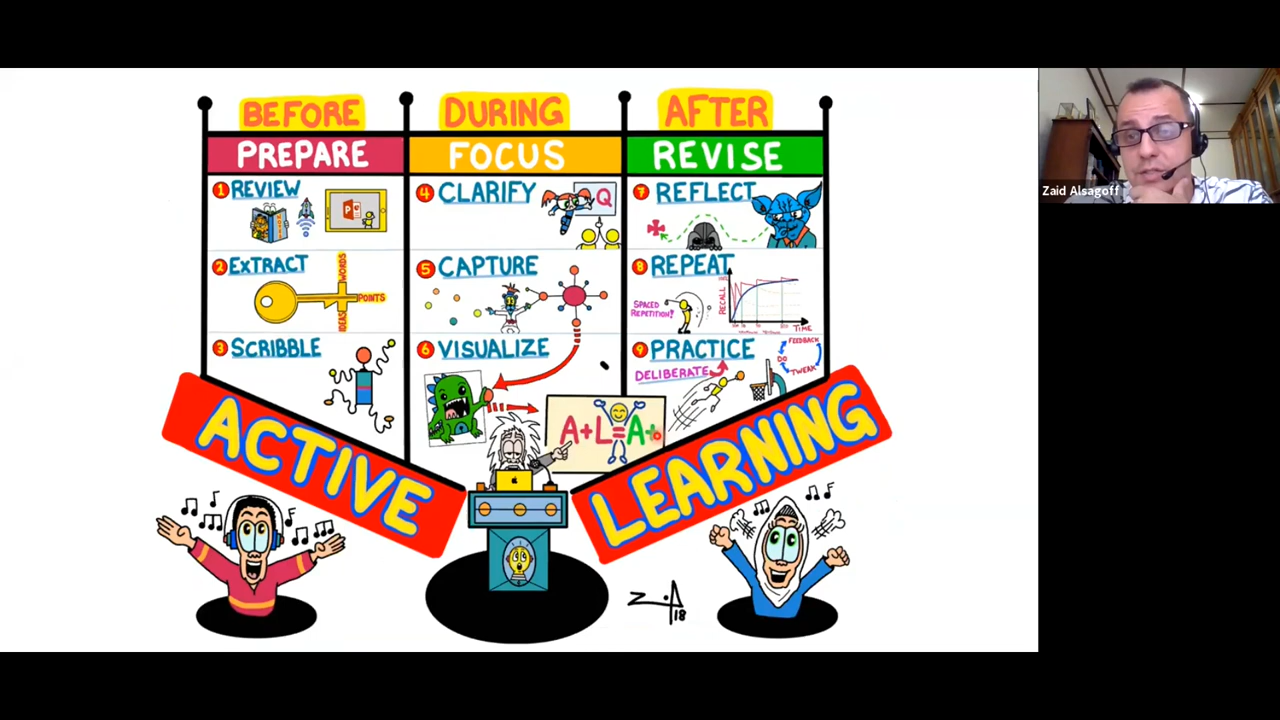 BEFORE
DURING
AFTER
PREPARE
FOCUS
REVISE
1 REVIEW
P
2 EXTRACT
WORDS
POINTS
IDEAS
3 SCRIBBLE
4 CLARIFY
Q
5 CAPTURE
6 VISUALIZE
A+L=A+
7 REFLECT
8 REPEAT
SPACED
REPETITION!
RECALL
TIME
9 PRACTICE
DELIBERATE
FEEDBACK
DO
TWEAK
ACTIVE
LEARNING
18
Zaid Alsagoff